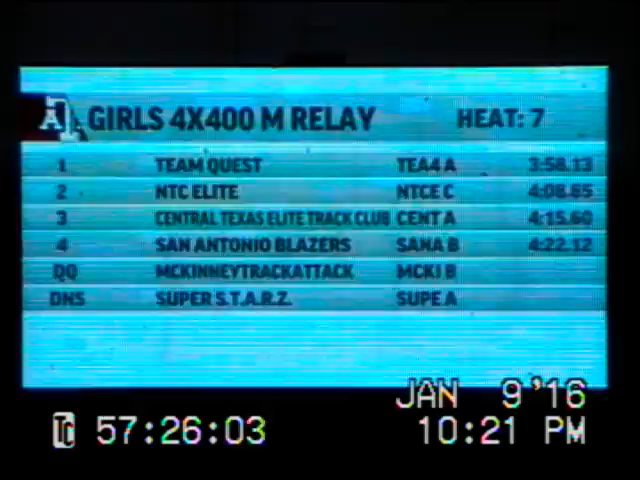 GIRLS 4X400 M RELAY HEAT: 7
1 TEAM QUEST TEA4 A 3:58.13
2 NTC ELITE NTCE C 4:08.65
3 CENTRAL TEXAS ELITE TRACK CLUB CENT A 4:15.60
4 SAN ANTONIO BLAZERS SANA B 4:22.12
DQ MCKINNEYTRACKATTACK MCKI B
DNS SUPER S.T.A.R.Z. SUPE A
JAN 9 '16
TC 57:26:03 10:21 PM